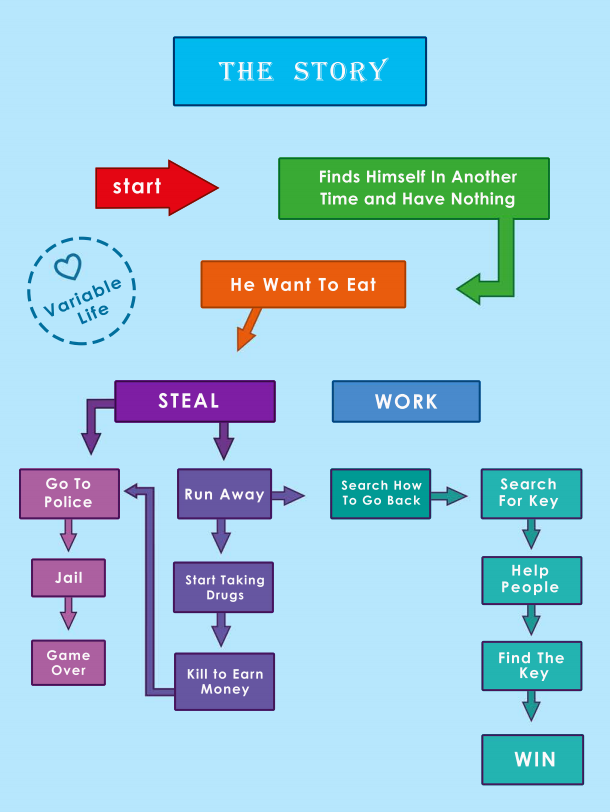 THE STORY
start
Finds Himself In Another
Time and Have Nothing
Variable
Life
He Want To Eat
STEAL
WORK
Go To
Police
Run Away
Search How
To Go Back
Search
For Key
Jail
Start Taking
Drugs
Help
People
Game
Over
Kill to Earn
Money
Find The
Key
WIN